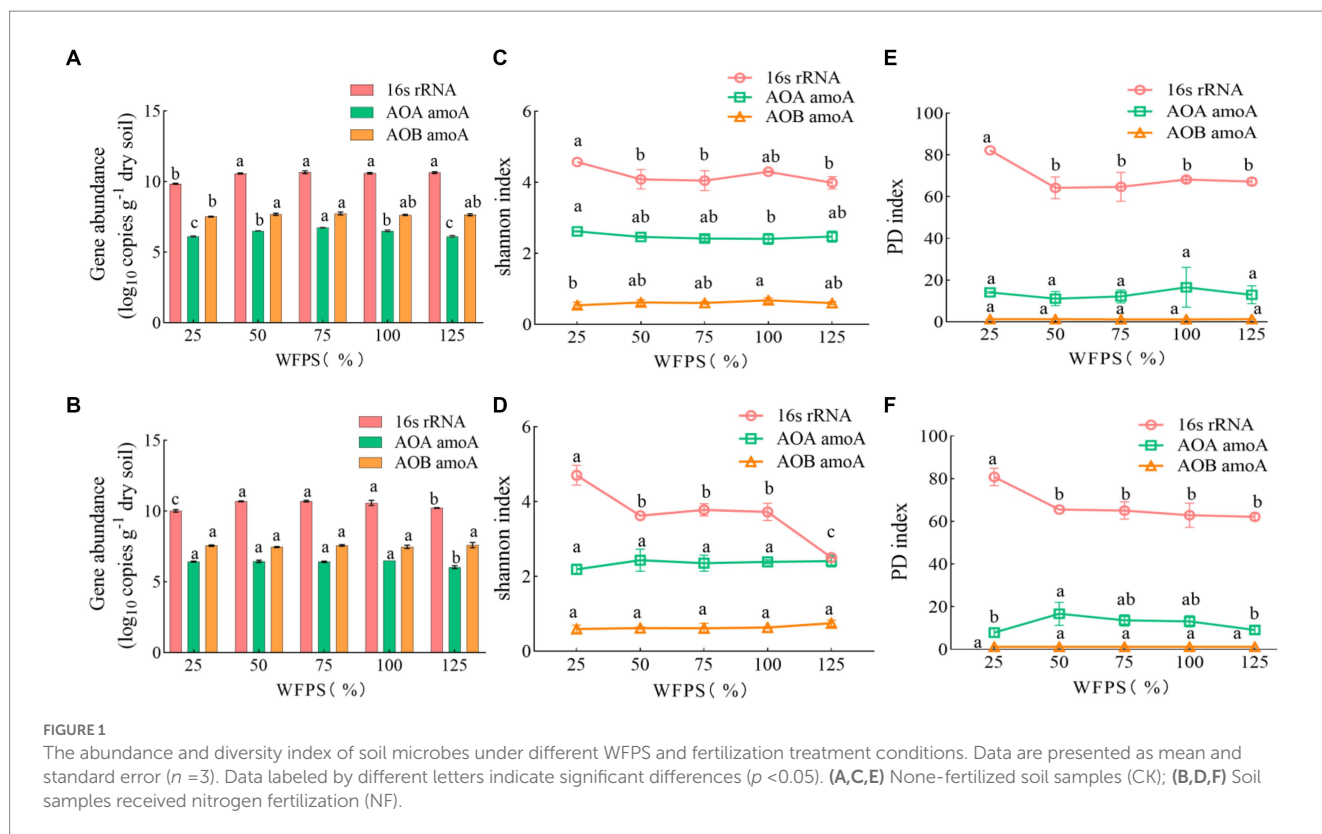 A
16s rRNA
AOA amoA
AOB amoA
Gene abundance
(log10 copies g-1 dry soil)
15
10
5
0
b a a a a
c b a b c
b a a ab ab
25 50 75 100 125
WFPS( %)
C
16s rRNA
AOA amoA
AOB amoA
shannon index
6
4
2
0
a b b ab b
a ab ab b ab
b ab ab a ab
25 50 75 100 125
WFPS( %)
E
16s rRNA
AOA amoA
AOB amoA
PD index
100
80
60
40
20
0
a b b b b
a a a a a
a a a a a
25 50 75 100 125
WFPS( %)
B
16s rRNA
AOA amoA
AOB amoA
Gene abundance
(log10 copies g-1 dry soil)
15
10
5
0
c a a a b
a a a a b
a a a a a
25 50 75 100 125
WFPS( %)
D
16s rRNA
AOA amoA
AOB amoA
shannon index
6
4
2
0
a b b b c
a a a a
a a a a a
25 50 75 100 125
WFPS( %)
F
16s rRNA
AOA amoA
AOB amoA
PD index
100
80
60
40
20
0
a b b b b
b a ab ab b
a a a a a
25 50 75 100 125
WFPS( %)
FIGURE 1
The abundance and diversity index of soil microbes under different WFPS and fertilization treatment conditions. Data are presented as mean and
standard error (n =3). Data labeled by different letters indicate significant differences (p <0.05). (A,C,E) None-fertilized soil samples (CK); (B,D,F) Soil
samples received nitrogen fertilization (NF).